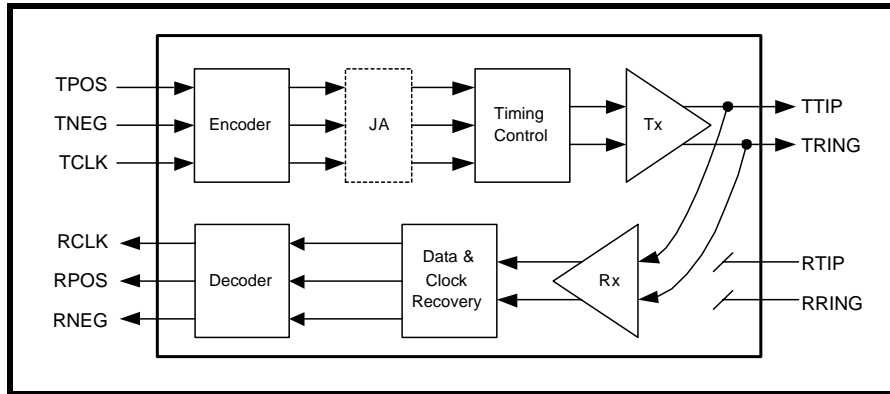 TPOS
TNEG
TCLK
Encoder
JA
Timing
Control
Tx
TTIP
TRING
RCLK
RPOS
RNEG
Decoder
Data &
Clock
Recovery
Rx
RTIP
RRING